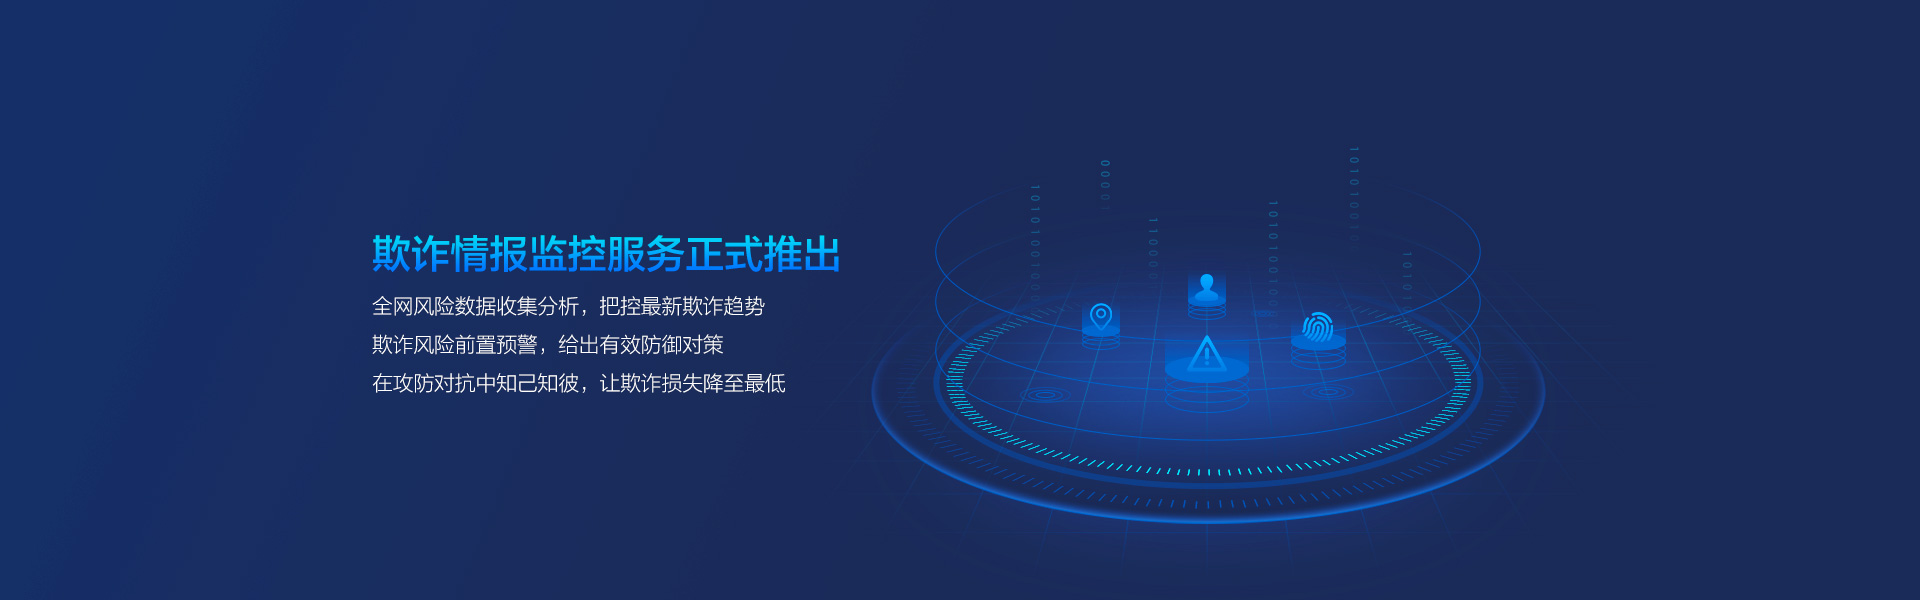 欺诈情报监控服务正式推出
全网风险数据收集分析，把控最新欺诈趋势
欺诈风险前置预警，给出有效防御对策
在攻防对抗中知己知彼，让欺诈损失降至最低